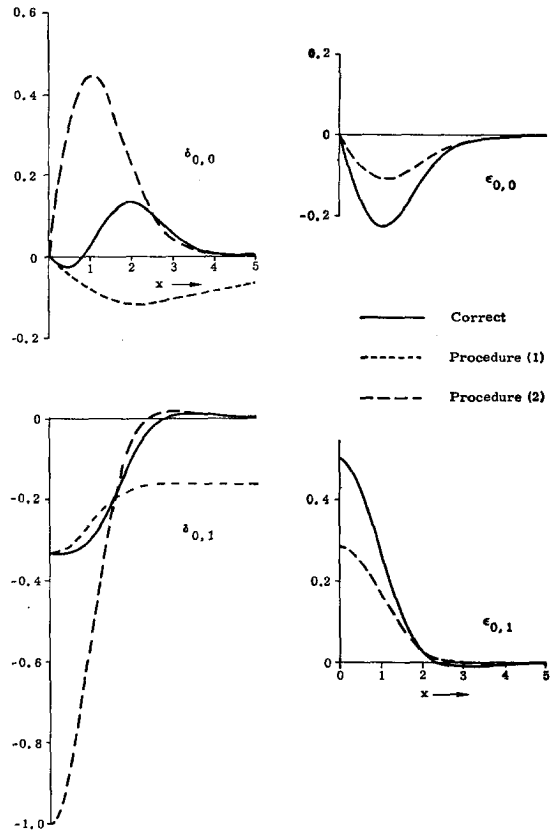 0.6
0.4
0.2
0
-0.2
δ0,0
1 2 3 4 5
x
0.2
0
-0.2
ε0,0
Correct
Procedure (1)
Procedure (2)
0
-0.2
-0.4
-0.6
-0.8
-1.0
δ0,1
0.4
0.2
0
ε0,1
0 1 2 3 4 5
x